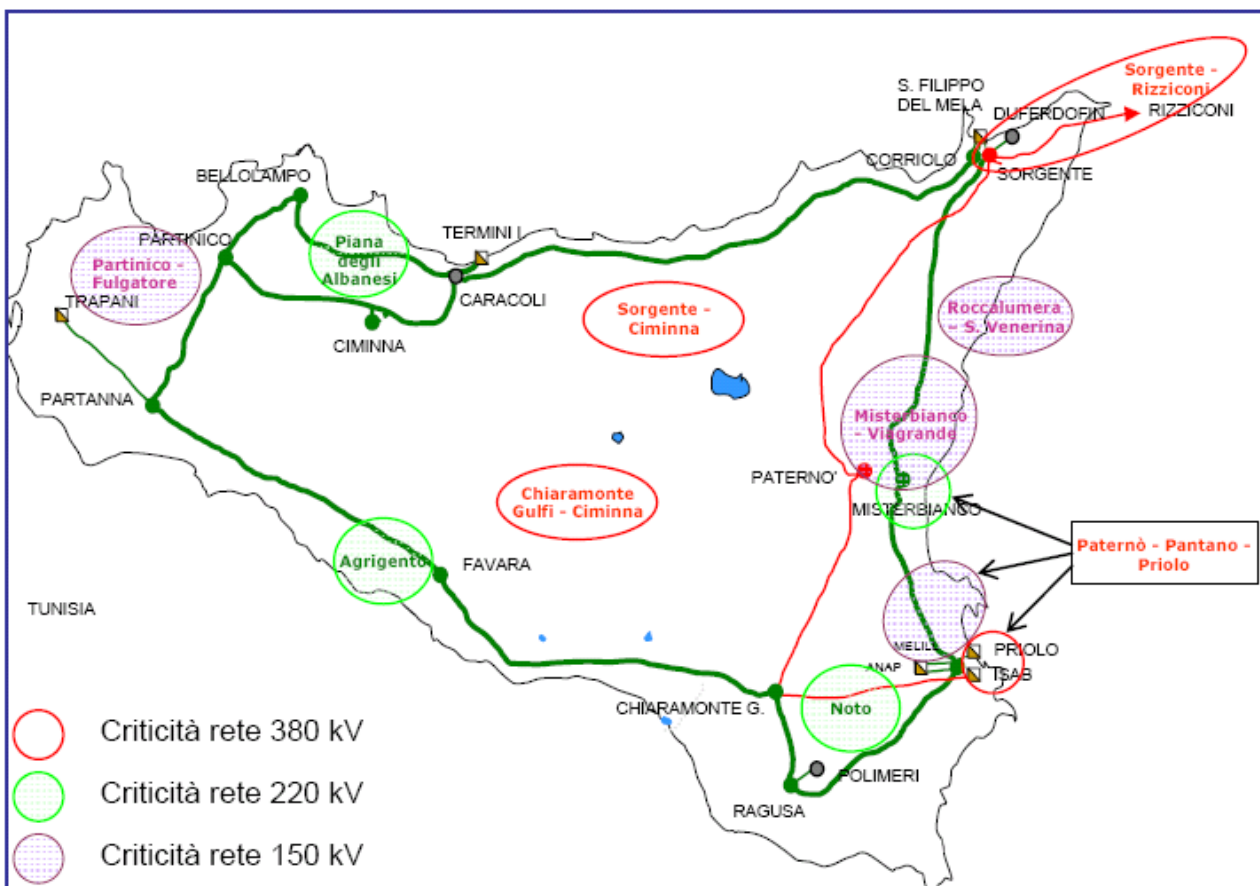 Sorgente -
Rizziconi
S. FILIPPO
DEL MELA
DUFERDOFIN
RIZZICONI
CORRIOLO
SORGENTE
BELLOLAMPO
PARTINICO
Piana
degli
Albanesi
TERMINI I.
Partinico -
Fulgatore
TRAPANI
CARACOLI
Sorgente -
Ciminna
Roccalumera
- S. Venerina
CIMINNA
PARTANNA
Misterbianco
- Viagrande
PATERNO'
Chiaramonte
Gulfi - Ciminna
MISTERBIANCO
Paternò - Pantano -
Priolo
Agrigento
FAVARA
TUNISIA
MELILL
PRIOLO
ANAP
ISAB
CHIARAMONTE G.
Noto
Criticità rete 380 kV
POLIMERI
Criticità rete 220 kV
RAGUSA
Criticità rete 150 kV